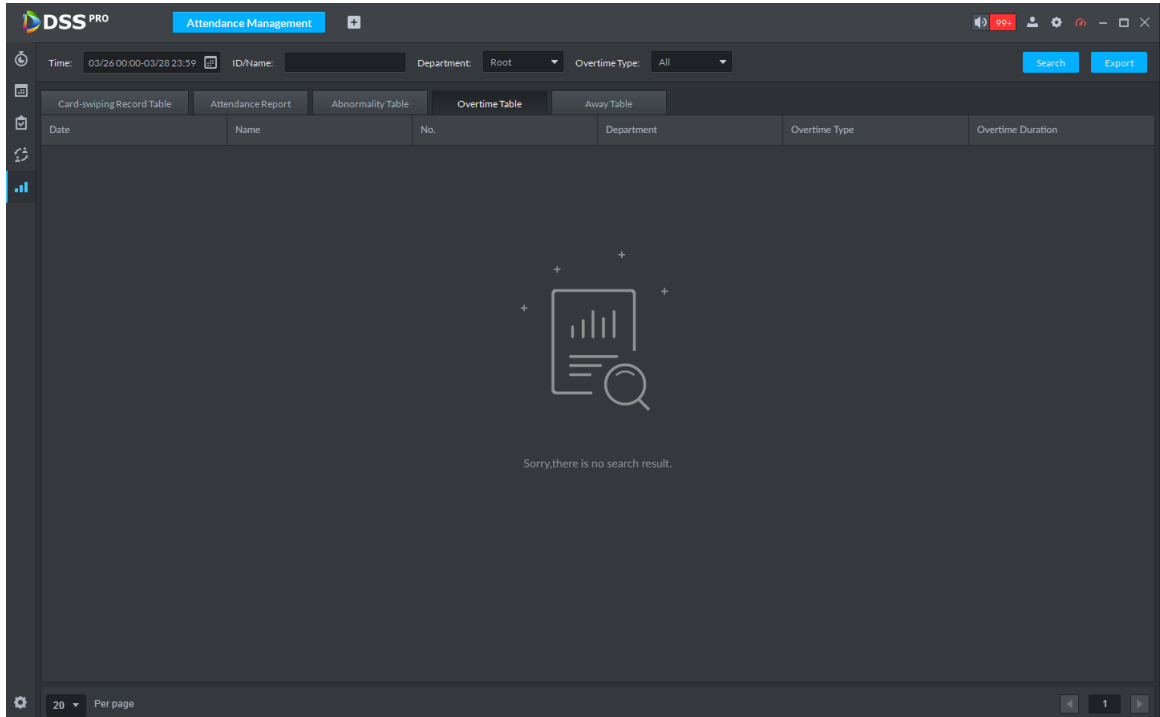 DSS PRO Attendance Management 99+
Time: 03/26 00:00-03/28 23:59 ID/Name: Department: Root Overtime Type: All Search Export
Card-swiping Record Table Attendance Report Abnormality Table Overtime Table Away Table
Date Name No. Department Overtime Type Overtime Duration
Sorry,there is no search result.
20 Per page 1